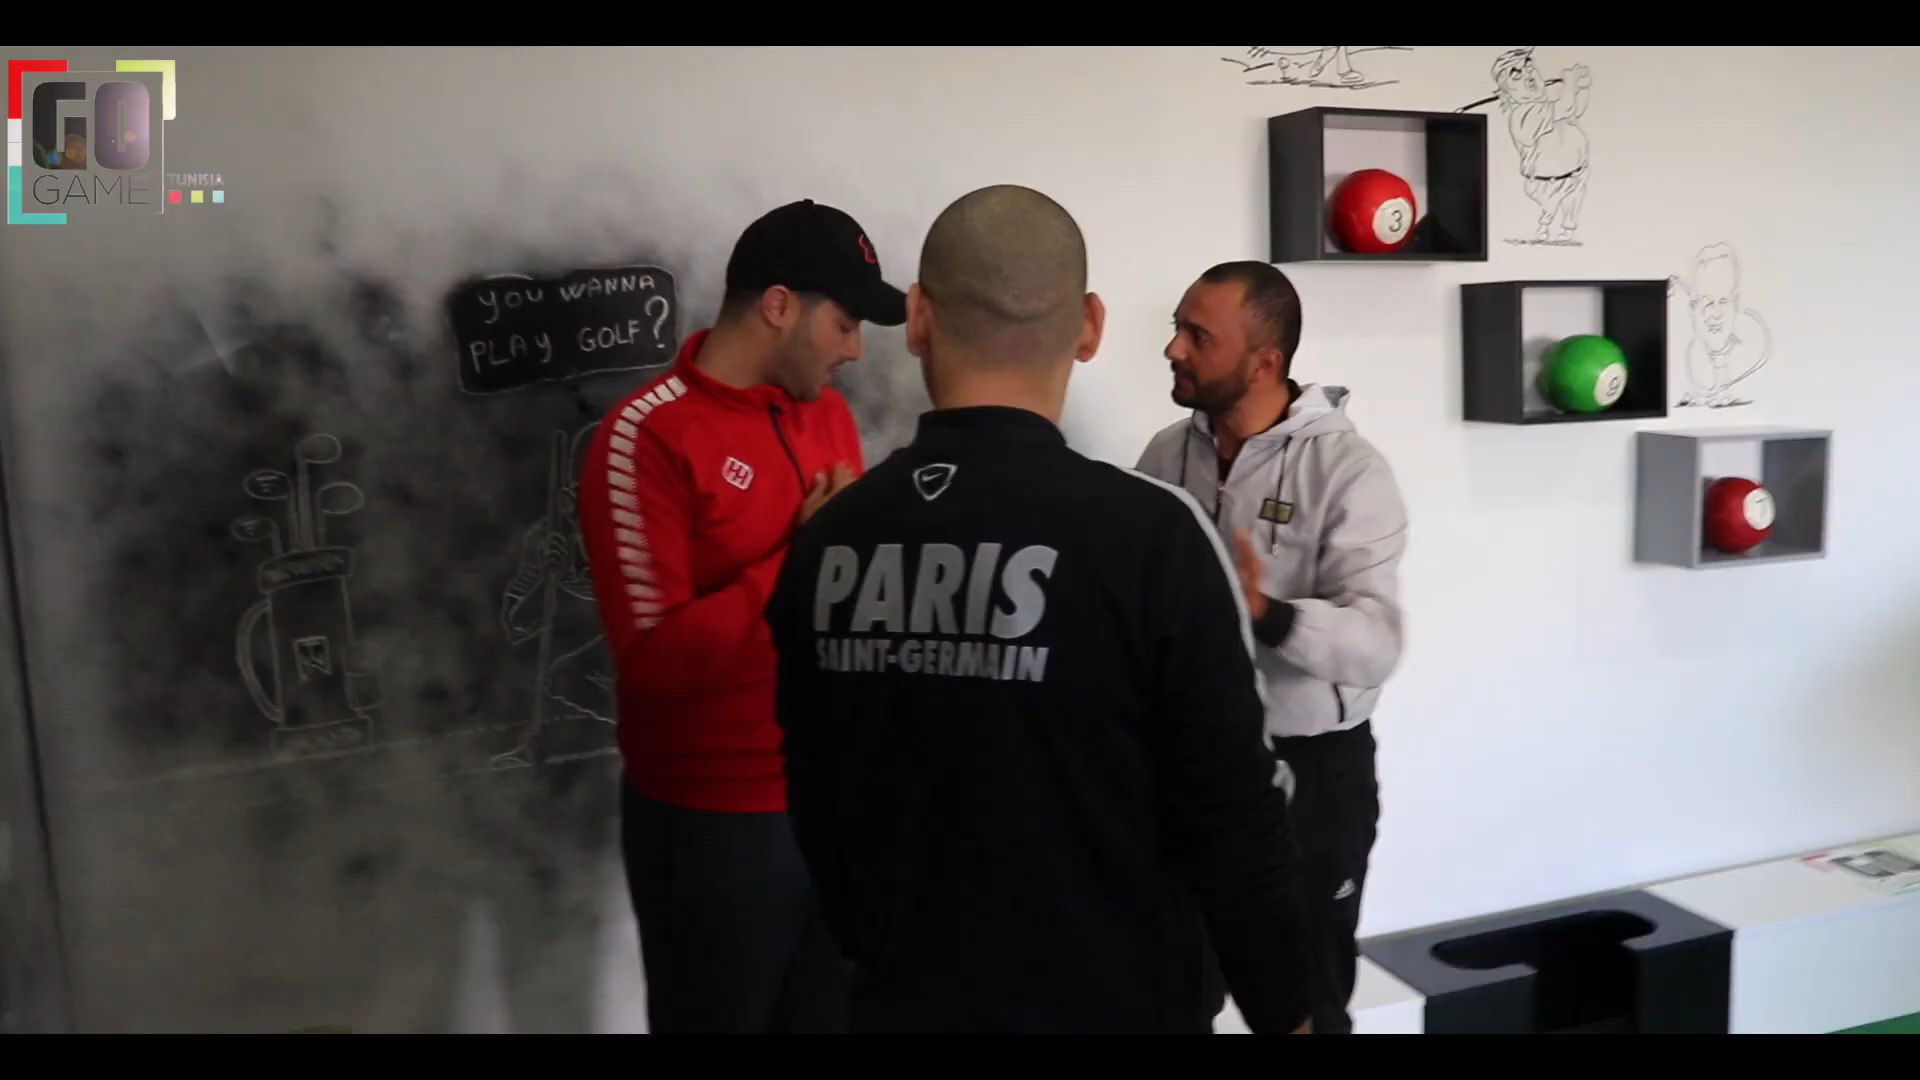 GO
GAME
TUNISIA
YOU WANNA
PLAY GOLF?
PARIS
SAINT-GERMAIN
3
9